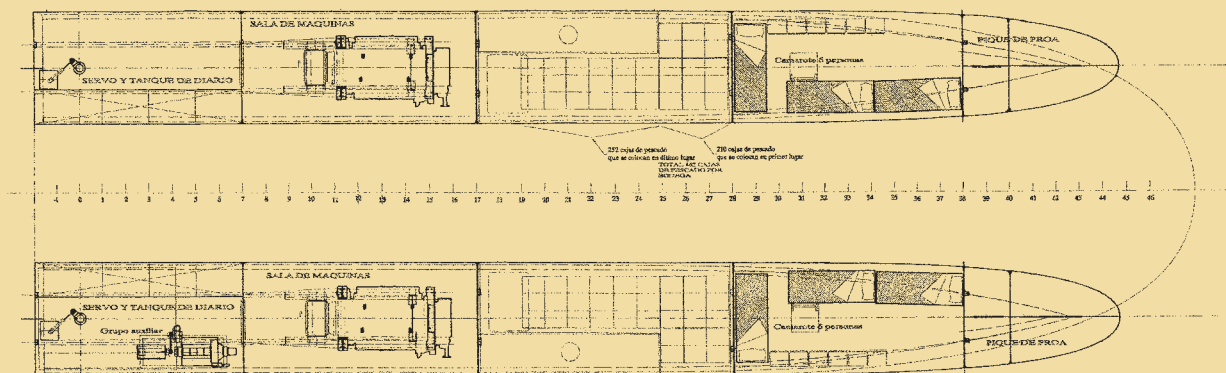 SALA DE MAQUINAS
SERVO Y TANQUE DE DIARIO
Camarote 6 personas
PIQUE DE PROA
252 cajas de pescado
que se colocan en último lugar
210 cajas de pescado
que se colocan en primer lugar
TOTAL 462 CAJAS
DE PESCADO POR
-1 0 1 2 3 4 5 6 7 8 9 10 11 12 13 14 15 16 17 18 19 20 21 22 23 24 25 26 27 28 29 30 31 32 33 34 35 36 37 38 39 40 41 42 43 44 45 46
SALA DE MAQUINAS
SERVO Y TANQUE DE DIARIO
Grupo auxiliar
Camarote 6 personas
PIQUE DE PROA